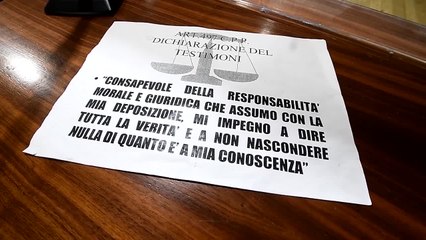 ART. 497 C.P.P.
DICHIARAZIONE DEL
TESTIMONI
• "CONSAPEVOLE DELLA RESPONSABILITA'
MORALE E GIURIDICA CHE ASSUMO CON LA
MIA DEPOSIZIONE, MI IMPEGNO A DIRE
TUTTA LA VERITA' E A NON NASCONDERE
NULLA DI QUANTO E' A MIA CONOSCENZA"